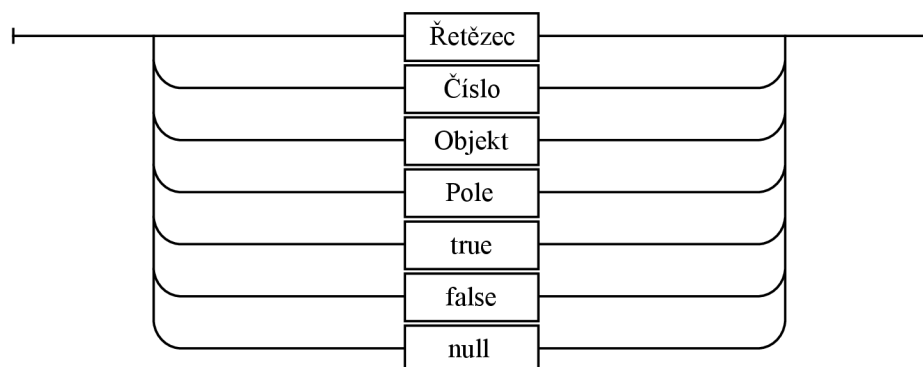 Řetězec
Číslo
Objekt
Pole
true
false
null